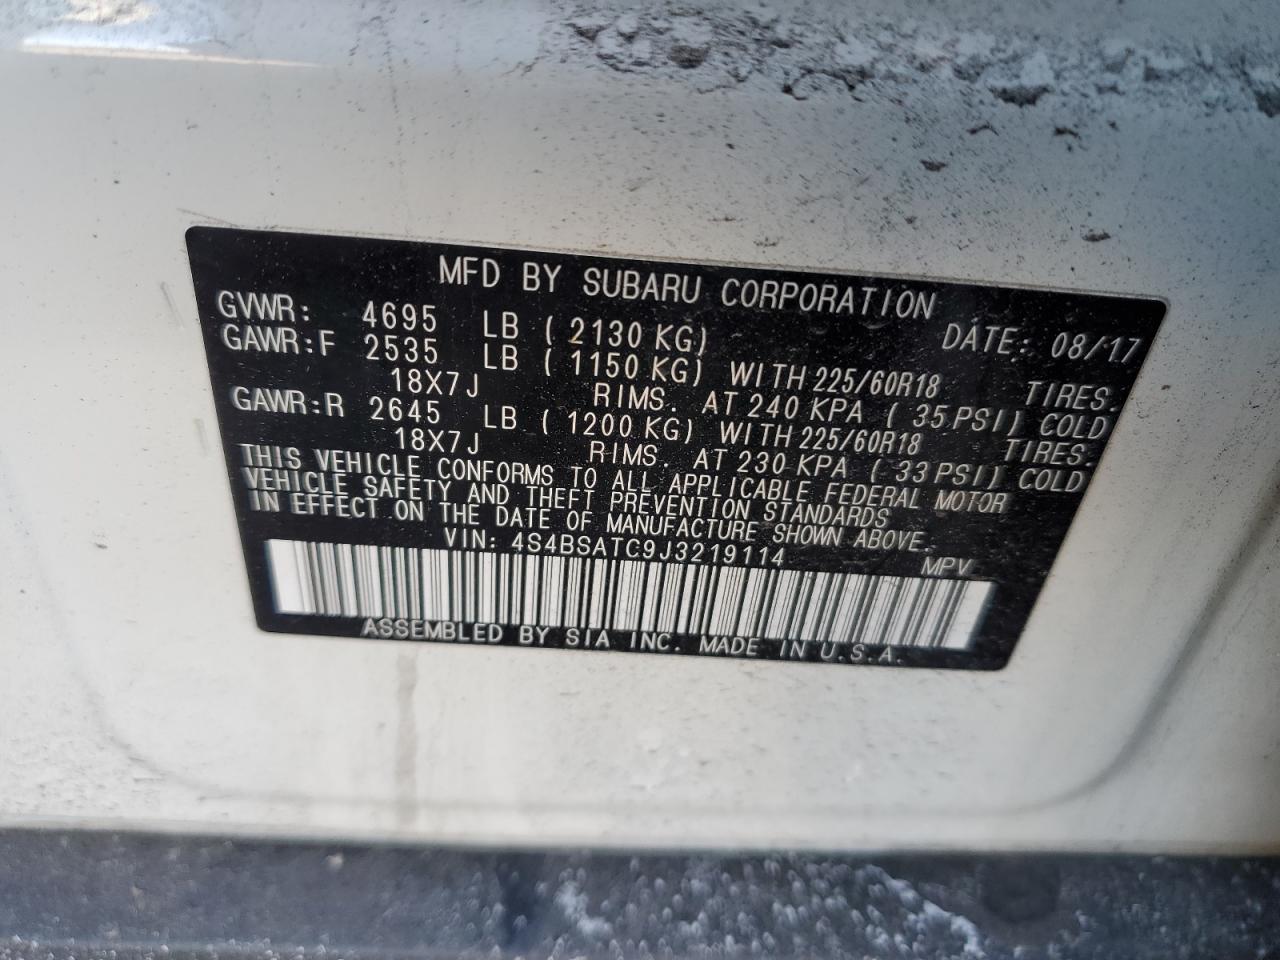 MFD BY SUBARU CORPORATION
GVWR: 4695 LB ( 2130 KG) DATE: 08/17
GAWR:F 2535 LB ( 1150 KG) WITH 225/60R18 TIRES.
18X7J RIMS. AT 240 KPA ( 35 PSI) COLD
GAWR:R 2645 LB ( 1200 KG) WITH 225/60R18 TIRES.
18X7J RIMS. AT 230 KPA ( 33 PSI) COLD
THIS VEHICLE CONFORMS TO ALL APPLICABLE FEDERAL MOTOR
VEHICLE SAFETY AND THEFT PREVENTION STANDARDS
IN EFFECT ON THE DATE OF MANUFACTURE SHOWN ABOVE.
VIN: 4S4BSATC9J3219114 MPV
ASSEMBLED BY SIA INC. MADE IN U.S.A.